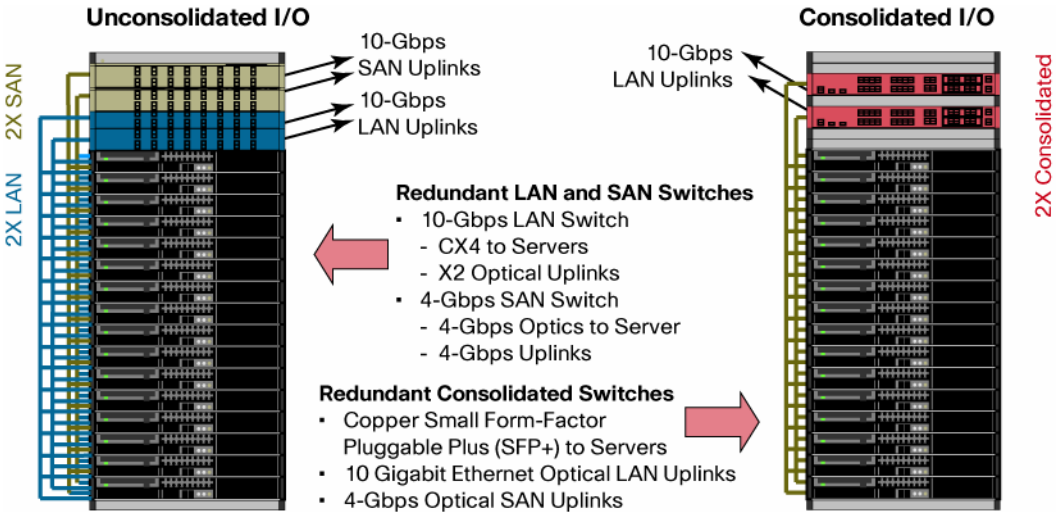 Unconsolidated I/O
Consolidated I/O
10-Gbps
SAN Uplinks
10-Gbps
LAN Uplinks
10-Gbps
LAN Uplinks
2X SAN
2X LAN
2X Consolidated
Redundant LAN and SAN Switches
▪ 10-Gbps LAN Switch
- CX4 to Servers
- X2 Optical Uplinks
▪ 4-Gbps SAN Switch
- 4-Gbps Optics to Server
- 4-Gbps Uplinks
Redundant Consolidated Switches
▪ Copper Small Form-Factor
Pluggable Plus (SFP+) to Servers
▪ 10 Gigabit Ethernet Optical LAN Uplinks
▪ 4-Gbps Optical SAN Uplinks